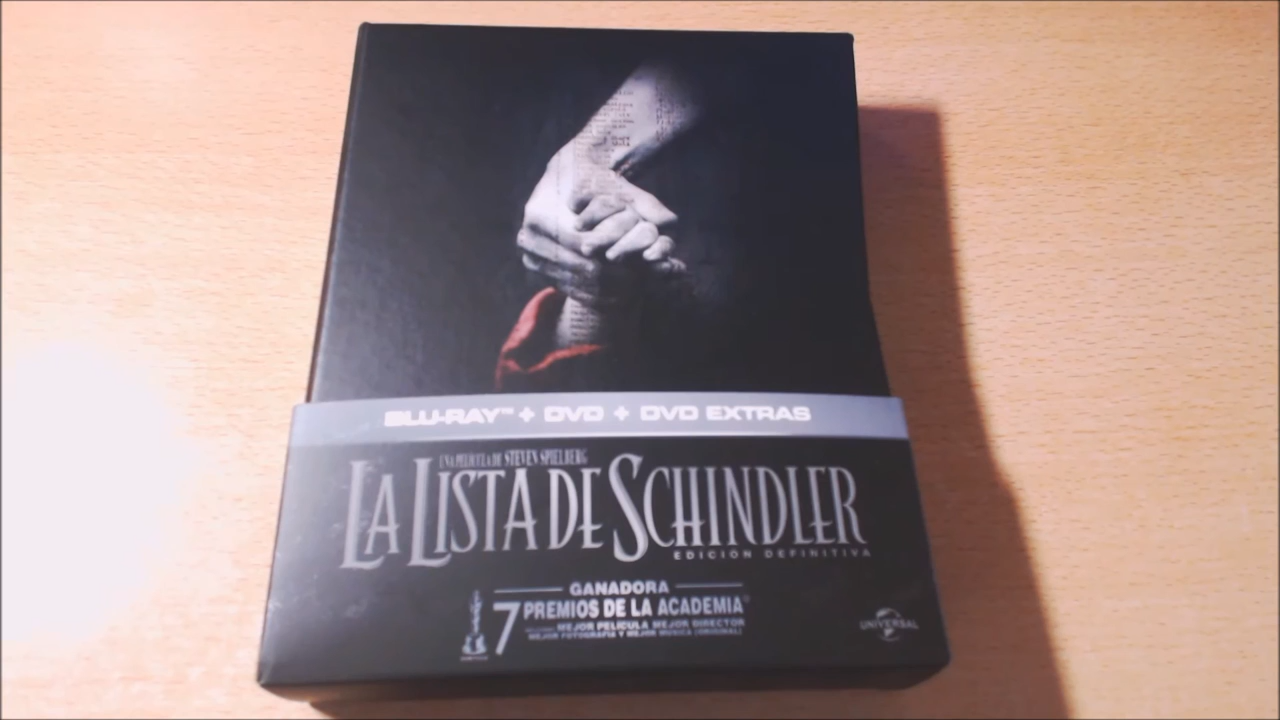 BLU-RAY™ + DVD + DVD EXTRAS
UNA PELÍCULA DE STEVEN SPIELBERG
LA LISTA DE SCHINDLER
EDICIÓN DEFINITIVA
GANADORA
7 PREMIOS DE LA ACADEMIA
MEJOR PELÍCULA MEJOR DIRECTOR
MEJOR FOTOGRAFÍA Y MEJOR MÚSICA (ORIGINAL)
UNIVERSAL